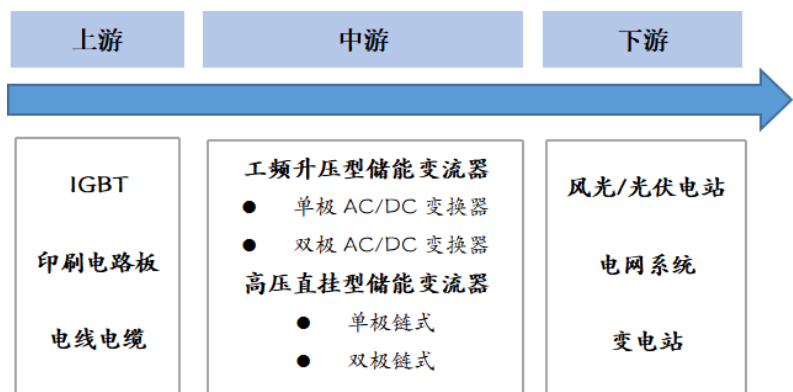 上游
中游
下游
IGBT
印刷电路板
电线电缆
工频升压型储能变流器
● 单极 AC/DC 变换器
● 双极 AC/DC 变换器
高压直挂型储能变流器
● 单极链式
● 双极链式
风光/光伏电站
电网系统
变电站